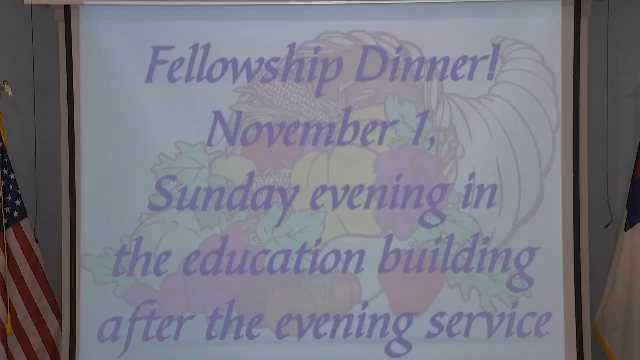 Fellowship Dinner!
November 1,
Sunday evening in
the education building
after the evening service